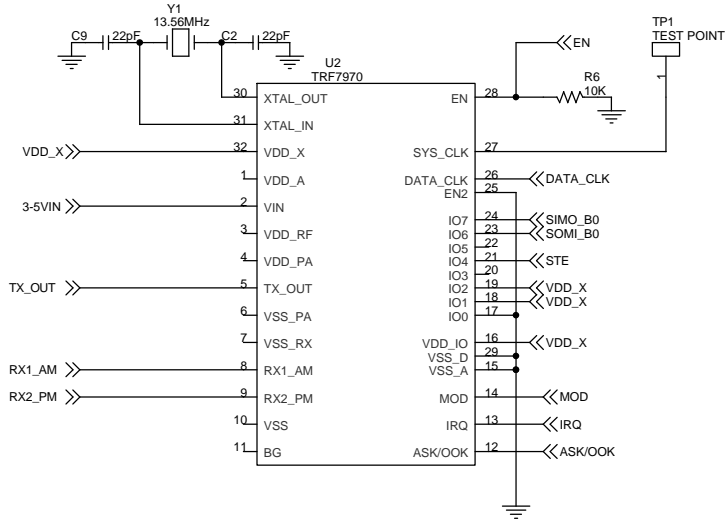 Y1
13.56MHz
C9
22pF
C2
22pF
U2
TRF7970
TP1
TEST POINT
1
EN
R6
10K
30
XTAL_OUT
31
XTAL_IN
VDD_X
32
VDD_X
1
VDD_A
3-5VIN
2
VIN
3
VDD_RF
4
VDD_PA
TX_OUT
5
TX_OUT
6
VSS_PA
7
VSS_RX
RX1_AM
8
RX1_AM
RX2_PM
9
RX2_PM
10
VSS
11
BG
EN
28
SYS_CLK
27
DATA_CLK
26
DATA_CLK
EN2
25
IO7
24
SIMO_B0
IO6
23
SOMI_B0
IO5
22
IO4
21
STE
IO3
20
IO2
19
VDD_X
IO1
18
VDD_X
IO0
17
VDD_IO
16
VDD_X
VSS_D
29
VSS_A
15
MOD
14
MOD
IRQ
13
IRQ
ASK/OOK
12
ASK/OOK